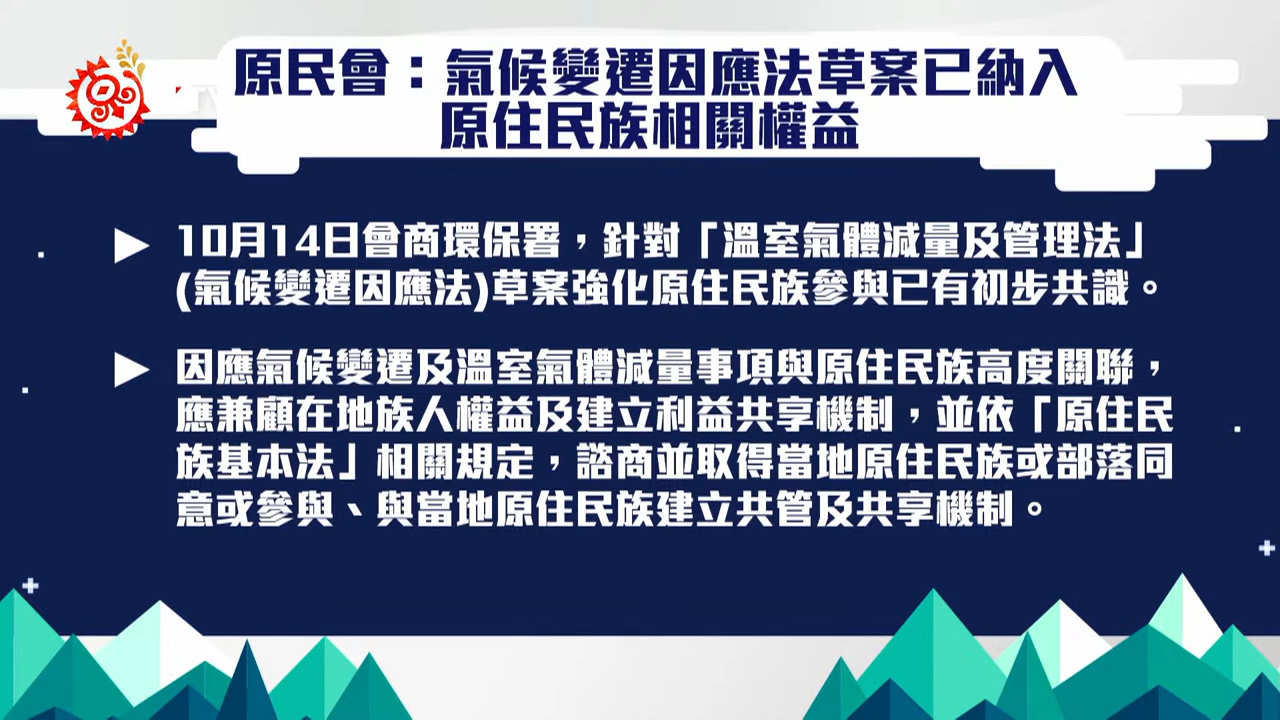 原民會：氣候變遷因應法草案已納入
原住民族相關權益
10月14日會商環保署，針對「溫室氣體減量及管理法」
(氣候變遷因應法)草案強化原住民族參與已有初步共識。
因應氣候變遷及溫室氣體減量事項與原住民族高度關聯，
應兼顧在地族人權益及建立利益共享機制，並依「原住民
族基本法」相關規定，諮商並取得當地原住民族或部落同
意或參與、與當地原住民族建立共管及共享機制。